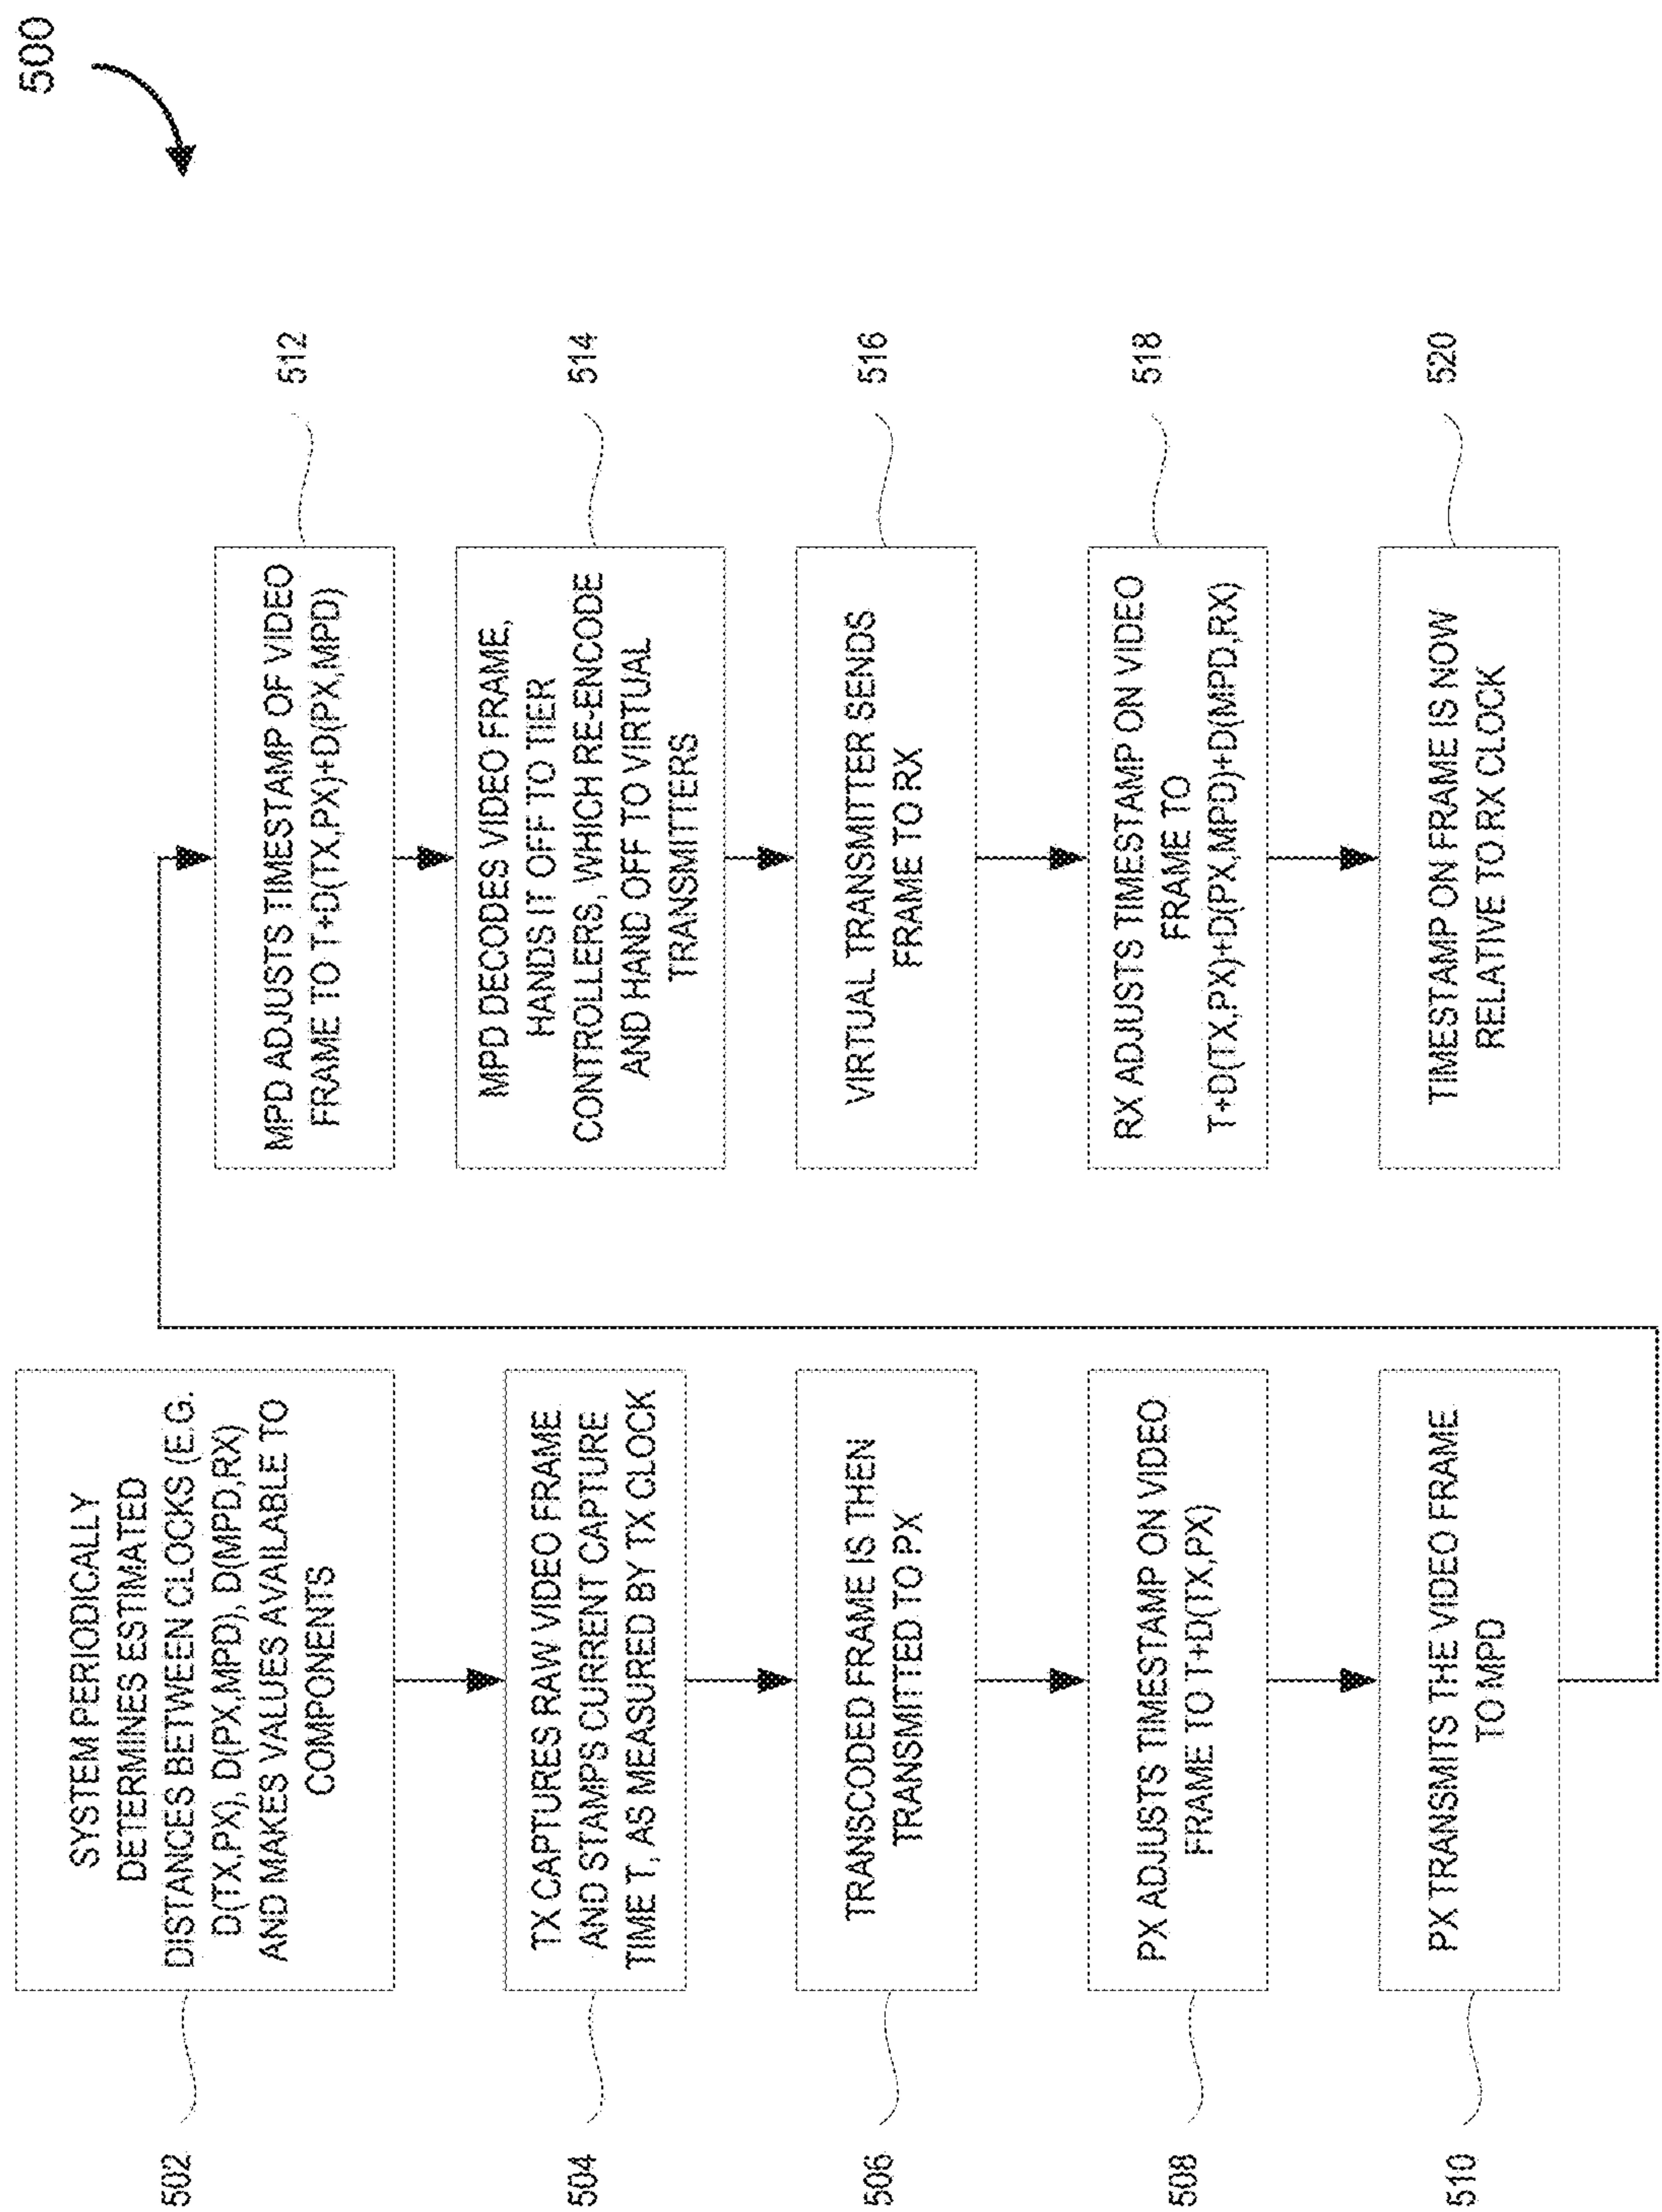 500
502
SYSTEM PERIODICALLY
DETERMINES ESTIMATED
DISTANCES BETWEEN CLOCKS (E.G.
D(TX,PX), D(PX,MPD), D(MPD,RX)
AND MAKES VALUES AVAILABLE TO
COMPONENTS
504
TX CAPTURES RAW VIDEO FRAME
AND STAMPS CURRENT CAPTURE
TIME T, AS MEASURED BY TX CLOCK
506
TRANSCODED FRAME IS THEN
TRANSMITTED TO PX
508
PX ADJUSTS TIMESTAMP ON VIDEO
FRAME TO T+D(TX,PX)
510
PX TRANSMITS THE VIDEO FRAME
TO MPD
MPD ADJUSTS TIMESTAMP OF VIDEO
FRAME TO T+D(TX,PX)+D(PX,MPD)
512
MPD DECODES VIDEO FRAME,
HANDS IT OFF TO TIER
CONTROLLERS, WHICH RE-ENCODE
AND HAND OFF TO VIRTUAL
TRANSMITTERS
514
VIRTUAL TRANSMITTER SENDS
FRAME TO RX
516
RX ADJUSTS TIMESTAMP ON VIDEO
FRAME TO
T+D(TX,PX)+D(PX,MPD)+D(MPD,RX)
518
TIMESTAMP ON FRAME IS NOW
RELATIVE TO RX CLOCK
520